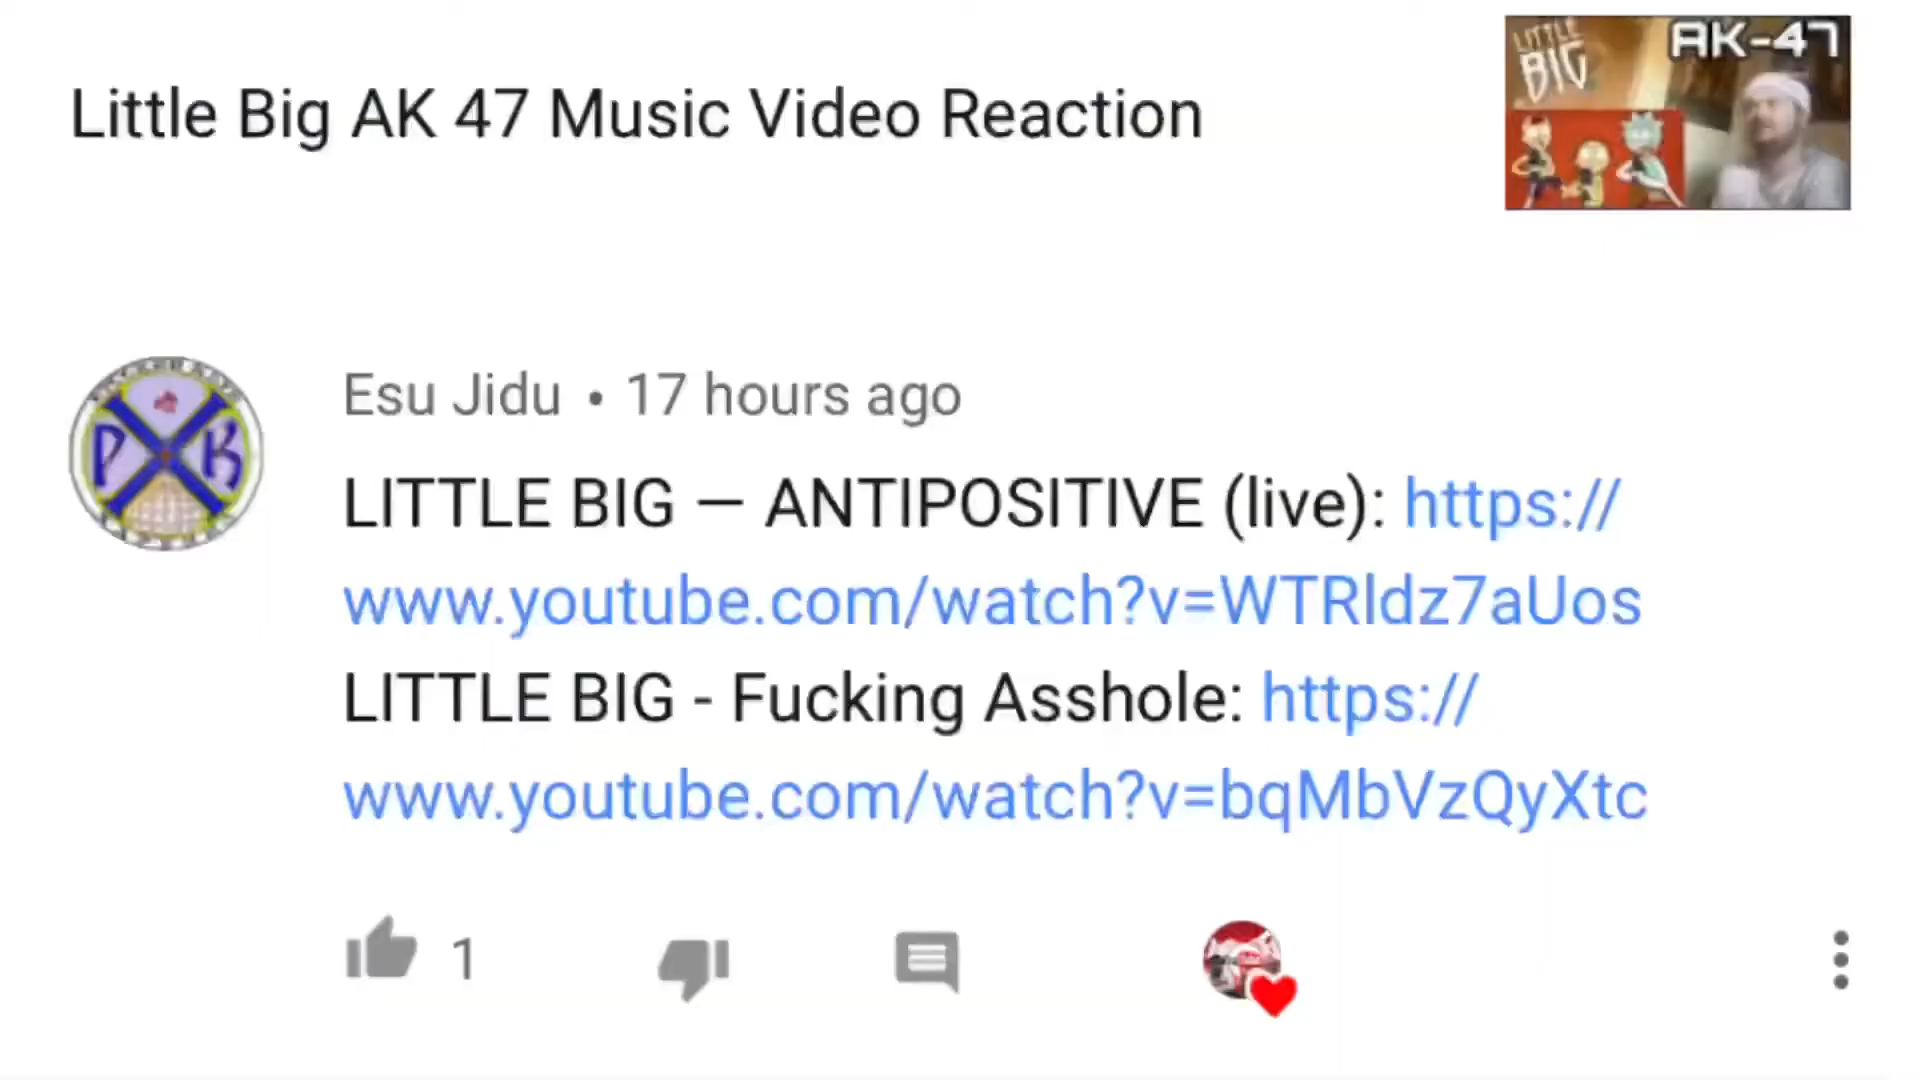 LITTLE BIG
AK-47
Little Big AK 47 Music Video Reaction
P K
Esu Jidu • 17 hours ago
LITTLE BIG — ANTIPOSITIVE (live): https://
www.youtube.com/watch?v=WTRldz7aUos
LITTLE BIG - Fucking Asshole: https://
www.youtube.com/watch?v=bqMbVzQyXtc
1